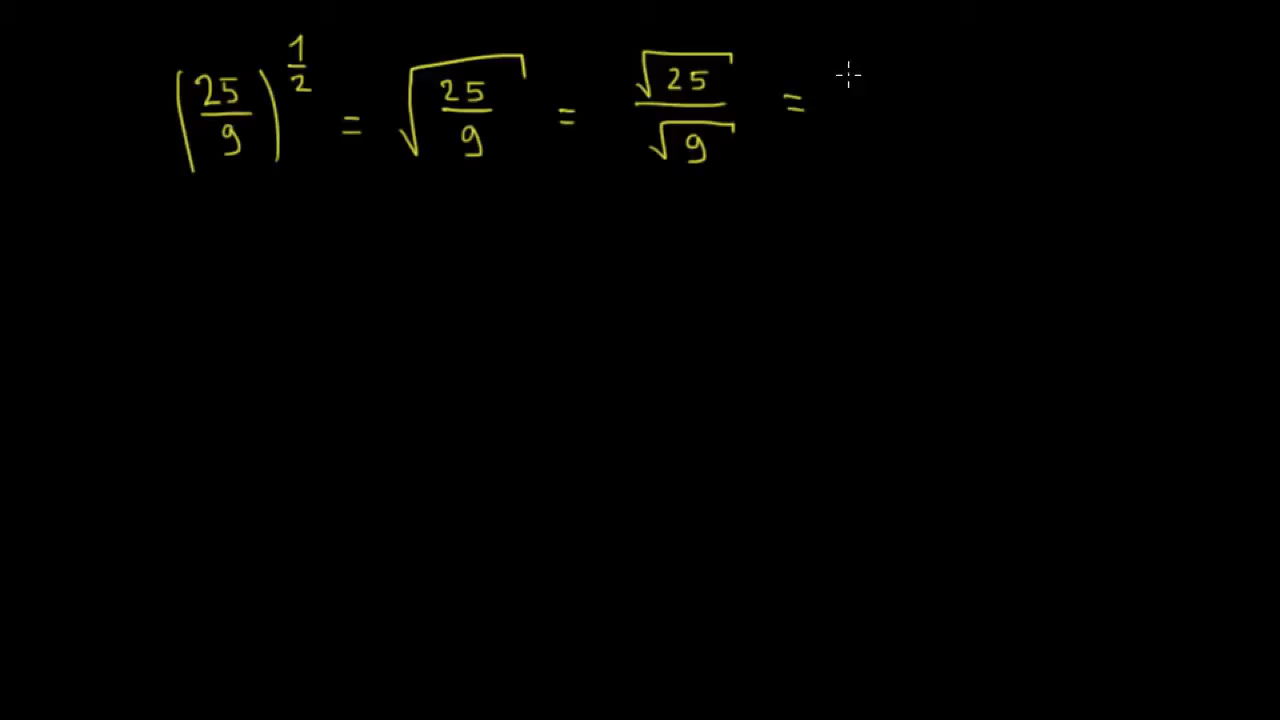 (25/9)^(1/2) = √(25/9) = √25/√9 =